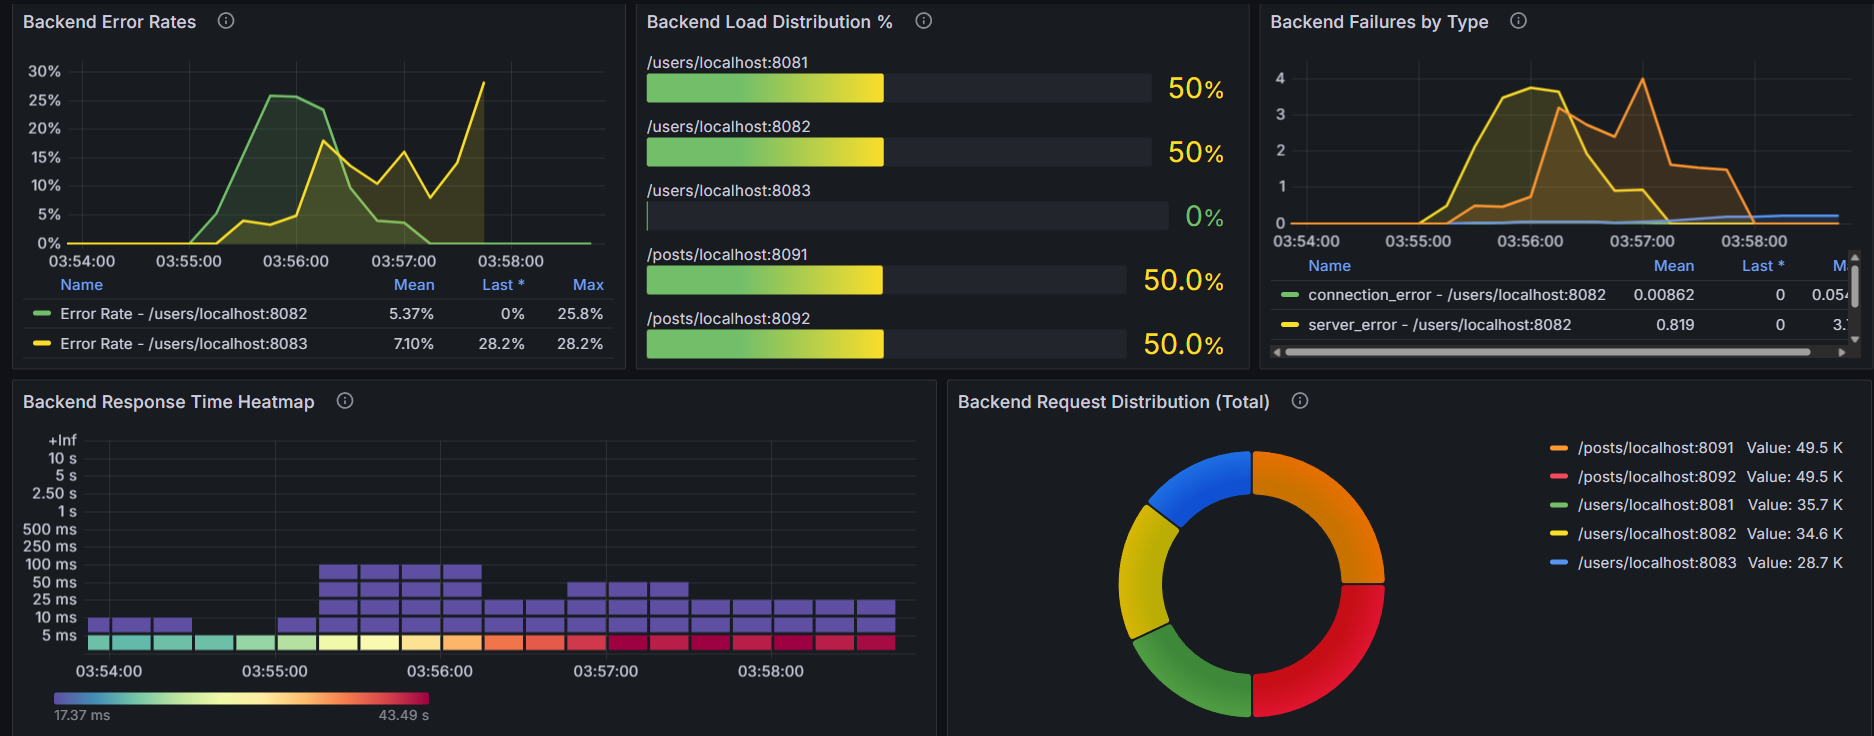 Backend Error Rates
30%
25%
20%
15%
10%
5%
0%
03:54:00 03:55:00 03:56:00 03:57:00 03:58:00
Name Mean Last * Max
Error Rate - /users/localhost:8082 5.37% 0% 25.8%
Error Rate - /users/localhost:8083 7.10% 28.2% 28.2%
Backend Load Distribution %
/users/localhost:8081
50%
/users/localhost:8082
50%
/users/localhost:8083
0%
/posts/localhost:8091
50.0%
/posts/localhost:8092
50.0%
Backend Failures by Type
4
3
2
1
0
03:54:00 03:55:00 03:56:00 03:57:00 03:58:00
Name Mean Last *
connection_error - /users/localhost:8082 0.00862 0 0.054
server_error - /users/localhost:8082 0.819 0 3.
Backend Response Time Heatmap
+Inf
10 s
5 s
2.50 s
1 s
500 ms
250 ms
100 ms
50 ms
25 ms
10 ms
5 ms
03:54:00 03:55:00 03:56:00 03:57:00 03:58:00
17.37 ms 43.49 s
Backend Request Distribution (Total)
/posts/localhost:8091 Value: 49.5 K
/posts/localhost:8092 Value: 49.5 K
/users/localhost:8081 Value: 35.7 K
/users/localhost:8082 Value: 34.6 K
/users/localhost:8083 Value: 28.7 K